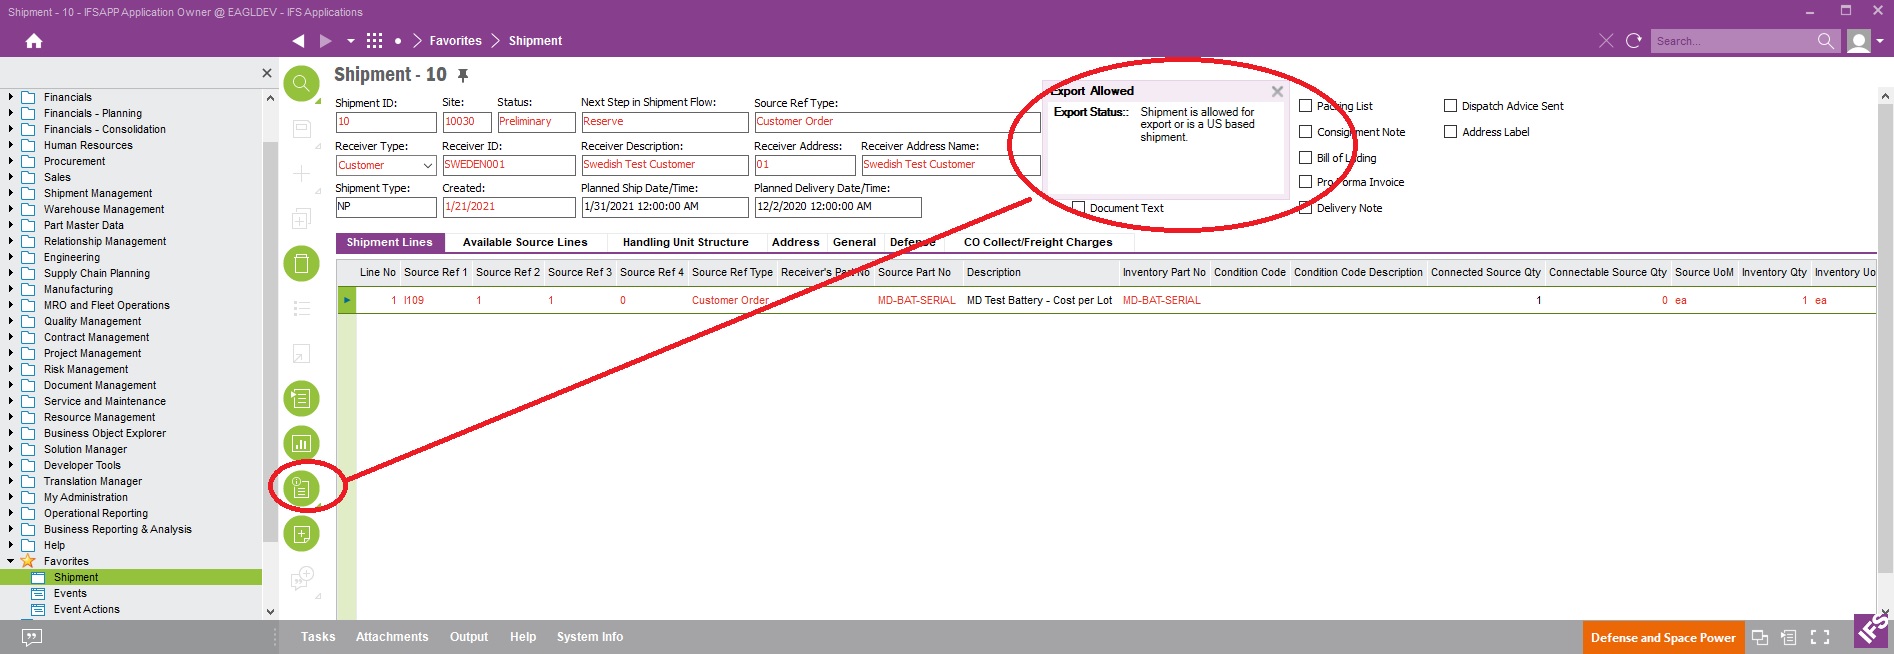 Shipment - 10 - IFSAPP Application Owner @ EAGLDEV - IFS Applications
Favorites
Shipment
Search...
Financials
Financials - Planning
Financials - Consolidation
Human Resources
Procurement
Sales
Shipment Management
Warehouse Management
Part Master Data
Relationship Management
Engineering
Supply Chain Planning
Manufacturing
MRO and Fleet Operations
Quality Management
Contract Management
Project Management
Risk Management
Document Management
Service and Maintenance
Resource Management
Business Object Explorer
Solution Manager
Developer Tools
Translation Manager
My Administration
Operational Reporting
Business Reporting & Analysis
Help
Favorites
Shipment
Events
Event Actions
Shipment - 10
Shipment ID: Site: Status: Next Step in Shipment Flow: Source Ref Type:
10 10030 Preliminary Reserve Customer Order
Receiver Type: Receiver ID: Receiver Description: Receiver Address: Receiver Address Name:
Customer SWEDEN001 Swedish Test Customer 01 Swedish Test Customer
Shipment Type: Created: Planned Ship Date/Time: Planned Delivery Date/Time:
NP 1/21/2021 1/31/2021 12:00:00 AM 12/2/2020 12:00:00 AM
Export Allowed
Export Status:: Shipment is allowed for
export or is a US based
shipment.
Document Text
Packing List
Consignment Note
Bill of Lading
Pro Forma Invoice
Delivery Note
Dispatch Advice Sent
Address Label
Shipment Lines Available Source Lines Handling Unit Structure Address General Defense CO Collect/Freight Charges
Line No Source Ref 1 Source Ref 2 Source Ref 3 Source Ref 4 Source Ref Type Receiver's Part No Source Part No Description Inventory Part No Condition Code Condition Code Description Connected Source Qty Connectable Source Qty Source UoM Inventory Qty Inventory Uo
1 I109 1 1 0 Customer Order MD-BAT-SERIAL MD Test Battery - Cost per Lot MD-BAT-SERIAL 1 0 ea 1 ea
Tasks Attachments Output Help System Info
Defense and Space Power
IFS